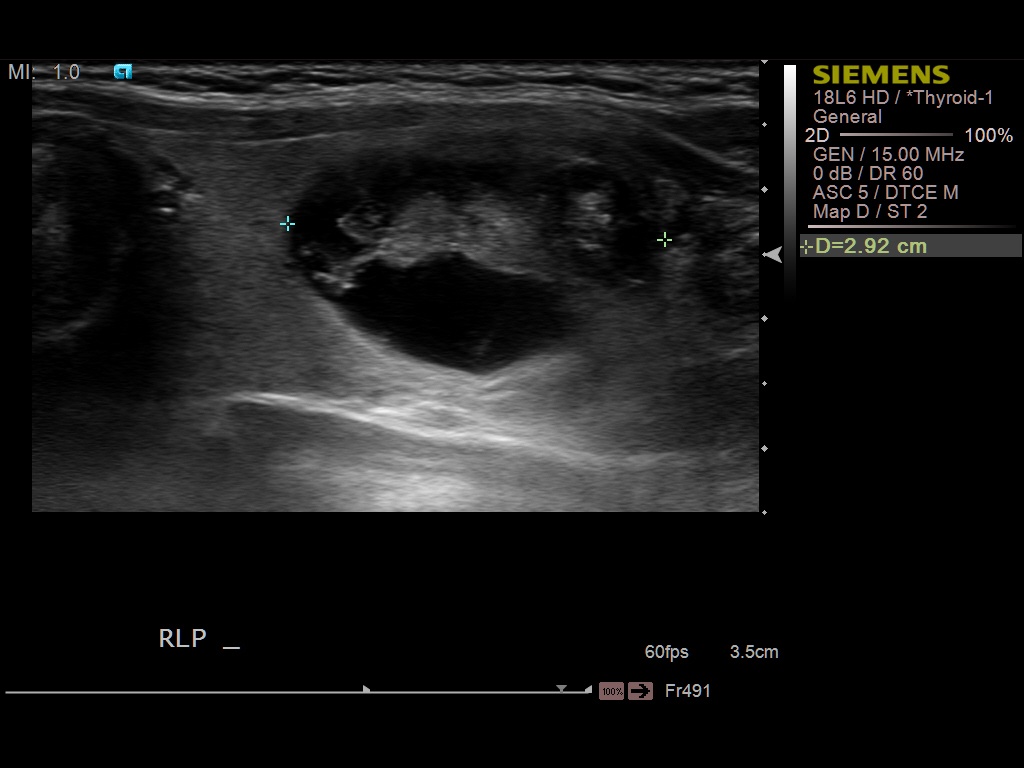 MI: 1.0
SIEMENS
18L6 HD / *Thyroid-1
General
2D 100%
GEN / 15.00 MHz
0 dB / DR 60
ASC 5 / DTCE M
Map D / ST 2
D=2.92 cm
RLP _
60fps 3.5cm
100% Fr491